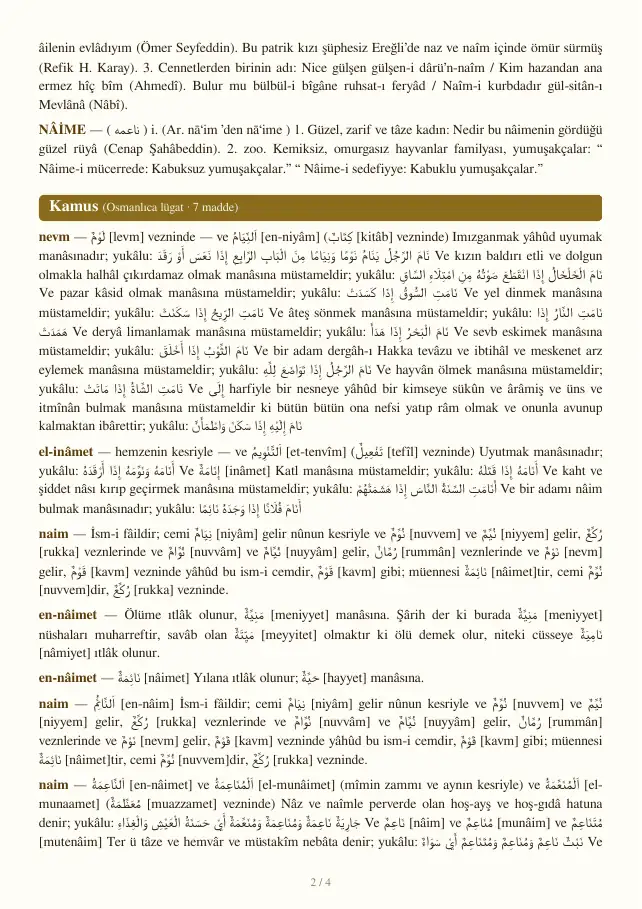 âilenin evlâdıyım (Ömer Seyfeddin). Bu patrik kızı şüphesiz Ereğli’de naz ve naîm içinde ömür sürmüş
(Refik H. Karay). 3. Cennetlerden birinin adı: Nice gülşen gülşen-i dârü’n-naîm / Kim hazandan ana
ermez hîç bîm (Ahmedî). Bulur mu bülbül-i bîgâne ruhsat-ı feryâd / Naîm-i kurbdadır gül-sitân-ı
Mevlânâ (Nâbî).
NÂİME — ( ناعمه ) i. (Ar. nā‘im ’den nā‘ime ) 1. Güzel, zarif ve tâze kadın: Nedir bu nâimenin gördüğü
güzel rüyâ (Cenap Şahâbeddin). 2. zoo. Kemiksiz, omurgasız hayvanlar familyası, yumuşakçalar: “
Nâime-i mücerrede: Kabuksuz yumuşakçalar.” “ Nâime-i sedefiyye: Kabuklu yumuşakçalar.”
Kamus (Osmanlıca lügat · 7 madde)
nevm — نَوْمٌ [levm] vezninde — ve اَلنِّيَامُ [en-niyâm] (كِتَابٌ [kitâb] vezninde) Imızganmak yâhûd uyumak
manâsınadır; yukâlu: نَامَ الرَّجُلُ يَنَامُ نَوْمًا وَنِيَامًا مِنَ الْبَابِ الرَّابِعِ إِذَا نَعَسَ أَوْ رَقَدَ Ve kızın baldırı etli ve dolgun
olmakla halhâl çıkırdamaz olmak manâsına müstameldir; yukâlu: نَامَ الْخَلْخَالُ إِذَا انْقَطَعَ صَوْتُهُ مِنِ امْتِلَاءِ السَّاقِ
Ve pazar kâsid olmak manâsına müstameldir; yukâlu: نَامَتِ السُّوقُ إِذَا كَسَدَتْ Ve yel dinmek manâsına
müstameldir; yukâlu: نَامَتِ الرِّيحُ إِذَا سَكَنَتْ Ve âteş sönmek manâsına müstameldir; yukâlu: نَامَتِ النَّارُ إِذَا
هَمَدَتْ Ve deryâ limanlamak manâsına müstameldir; yukâlu: نَامَ الْبَحْرُ إِذَا هَدَأَ Ve sevb eskimek manâsına
müstameldir; yukâlu: نَامَ الثَّوْبُ إِذَا أَخْلَقَ Ve bir adam dergâh-ı Hakka tevâzu ve ibtihâl ve meskenet arz
eylemek manâsına müstameldir; yukâlu: نَامَ الرَّجُلُ إِذَا تَوَاضَعَ لِلّٰهِ Ve hayvân ölmek manâsına müstameldir;
yukâlu: نَامَتِ الشَّاةُ إِذَا مَاتَتْ Ve إِلَى harfiyle bir nesneye yâhûd bir kimseye sükûn ve ârâmiş ve üns ve
itmînân bulmak manâsına müstameldir ki bütün bütün ona nefsi yatıp râm olmak ve onunla avunup
kalmaktan ibârettir; yukâlu: نَامَ إِلَيْهِ إِذَا سَكَنَ وَاطْمَأَنَّ
el-inâmet — hemzenin kesriyle — ve اَلتَّنْوِيمُ [et-tenvîm] (تَفْعِيلٌ [tefîl] vezninde) Uyutmak manâsınadır;
yukâlu: أَنَامَهُ وَنَوَّمَهُ إِذَا أَرْقَدَهُ Ve إِنَامَةٌ [inâmet] Katl manâsına müstameldir; yukâlu: أَنَامَهُ إِذَا قَتَلَهُ Ve kaht ve
şiddet nâsı kırıp geçirmek manâsına müstameldir; yukâlu: أَنَامَتِ السَّنَةُ النَّاسَ إِذَا هَشَمَتْهُمْ Ve bir adamı nâim
bulmak manâsınadır; yukâlu: أَنَامَ فُلَانًا إِذَا وَجَدَهُ نَائِمًا
naim — İsm-i fâildir; cemi نِيَامٌ [niyâm] gelir nûnun kesriyle ve نُوَّمٌ [nuvvem] ve نُيَّمٌ [niyyem] gelir, رُكَّعٌ
[rukka] veznlerinde ve نُوَّامٌ [nuvvâm] ve نُيَّامٌ [nuyyâm] gelir, رُمَّانٌ [rummân] veznlerinde ve نَوْمٌ [nevm]
gelir, قَوْمٌ [kavm] vezninde yâhûd bu ism-i cemdir, قَوْمٌ [kavm] gibi; müennesi نَائِمَةٌ [nâimet]tir, cemi نُوَّمٌ
[nuvvem]dir, رُكَّعٌ [rukka] vezninde.
en-nâimet — Ölüme ıtlâk olunur, مَنِيَّةٌ [meniyyet] manâsına. Şârih der ki burada مَنِيَّةٌ [meniyyet]
nüshaları muharreftir, savâb olan مَيِّتَةٌ [meyyitet] olmaktır ki ölü demek olur, niteki cüsseye نَامِيَةٌ
[nâmiyet] ıtlâk olunur.
en-nâimet — نَائِمَةٌ [nâimet] Yılana ıtlâk olunur; حَيَّةٌ [hayyet] manâsına.
naim — اَلنَّائِمُ [en-nâim] İsm-i fâildir; cemi نِيَامٌ [niyâm] gelir nûnun kesriyle ve نُوَّمٌ [nuvvem] ve نُيَّمٌ
[niyyem] gelir, رُكَّعٌ [rukka] veznlerinde ve نُوَّامٌ [nuvvâm] ve نُيَّامٌ [nuyyâm] gelir, رُمَّانٌ [rummân]
veznlerinde ve نَوْمٌ [nevm] gelir, قَوْمٌ [kavm] vezninde yâhûd bu ism-i cemdir, قَوْمٌ [kavm] gibi; müennesi
نَائِمَةٌ [nâimet]tir, cemi نُوَّمٌ [nuvvem]dir, رُكَّعٌ [rukka] vezninde.
naim — اَلنَّاعِمَةُ [en-nâimet] ve اَلْمُنَاعِمَةُ [el-munâimet] (mîmin zammı ve aynın kesriyle) ve اَلْمُنَعَّمَةُ [el-
munaamet] (مُعَظَّمَةٌ [muazzamet] vezninde) Nâz ve naîmle perverde olan hoş-ayş ve hoş-gıdâ hatuna
denir; yukâlu: جَارِيَةٌ نَاعِمَةٌ وَمُنَاعِمَةٌ وَمُنَعَّمَةٌ أَيْ حَسَنَةُ الْعَيْشِ وَالْغِذَاءِ Ve نَاعِمٌ [nâim] ve مُنَاعِمٌ [munâim] ve مُتَنَاعِمٌ
[mutenâim] Ter ü tâze ve hemvâr ve müstakîm nebâta denir; yukâlu: نَبْتٌ نَاعِمٌ وَمُنَاعِمٌ وَمُتَنَاعِمٌ أَيْ سَوَاءٌ Ve
2 / 4